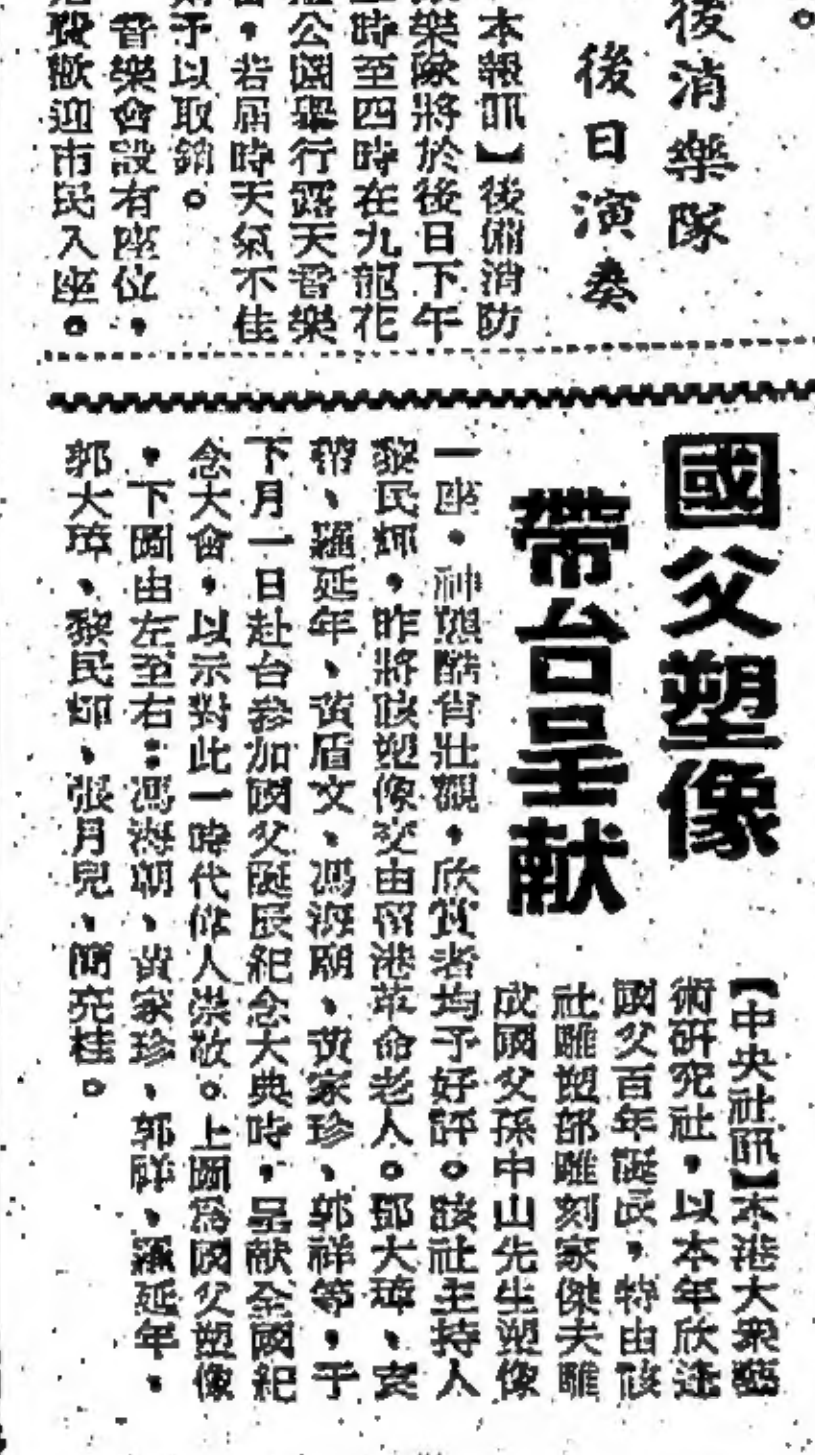 後消樂隊
後日演奏
本報訊】後備消防
樂隊將於後日下午
時至四時在九龍花
公園舉行露天音樂
，若屆時天氣不佳
予以取銷。
音樂會設有座位，
歡迎市民入座。
國父塑像
帶台呈献
【中央社訊】本港大衆藝
術研究社，以本年欣逢
國父百年誕辰，特由該
社雕塑部雕刻家傑夫雕
成國父孫中山先生塑像
一座，神態酷肖壯觀，欣賞者均予好評。該社主持人
黎民輝，昨將該塑像交由留港革命老人。鄧大璋、袁
帶、羅延年、黃眉文、馮海朝、黃家珍、郭祥等，于
下月一日赴台參加國父誕辰紀念大典時，呈献全國紀
念大會，以示對此一時代偉人崇敬。上圖爲國父塑像
，下圖由左至右：馮海朝、黃家珍、郭祥、羅延年，
郭大璋、黎民輝、張月兒、簡堯桂。